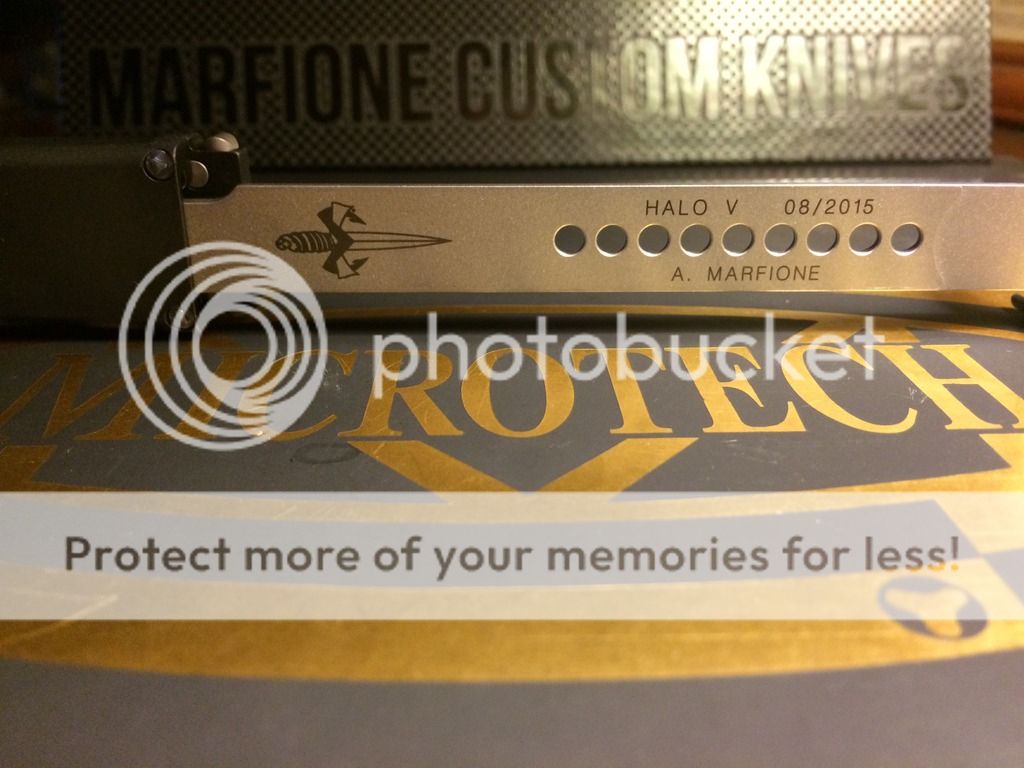 MARFIONE CUSTOM KNIVES
HALO V 08/2015
A. MARFIONE
photobucket
MICROTECH
Protect more of your memories for less!